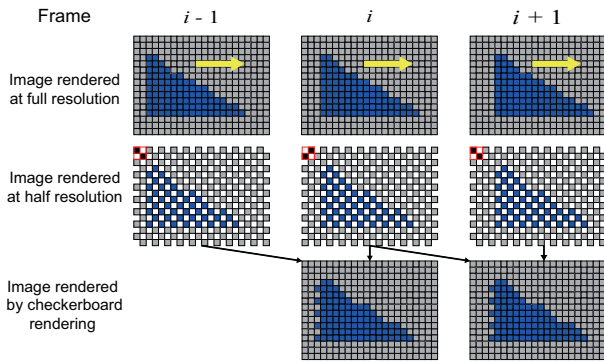 Frame
i - 1
i
i + 1
Image rendered
at full resolution
Image rendered
at half resolution
Image rendered
by checkerboard
rendering